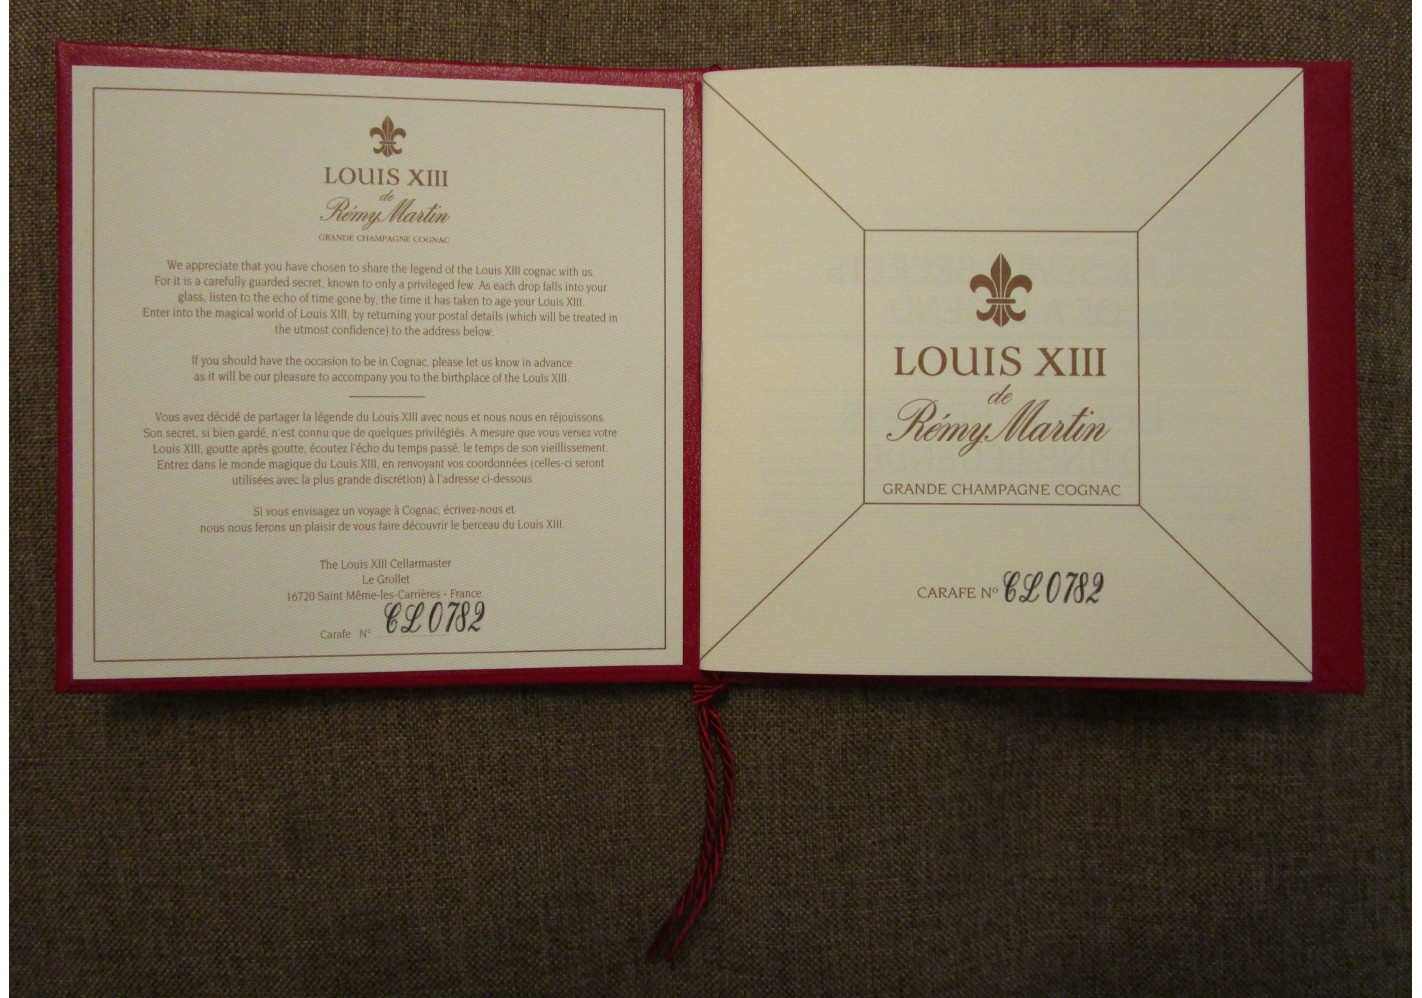 LOUIS XIII
de
Rémy Martin
GRANDE CHAMPAGNE COGNAC
We appreciate that you have chosen to share the legend of the Louis XIII cognac with us.
For it is a carefully guarded secret, known to only a privileged few. As each drop falls into your
glass, listen to the echo of time gone by, the time it has taken to age your Louis XIII.
Enter into the magical world of Louis XIII, by returning your postal details (which will be treated in
the utmost confidence) to the address below.
If you should have the occasion to be in Cognac, please let us know in advance
as it will be our pleasure to accompany you to the birthplace of the Louis XIII.
Vous avez décidé de partager la légende du Louis XIII avec nous et nous nous en réjouissons.
Son secret, si bien gardé, n'est connu que de quelques privilégiés. A mesure que vous versez votre
Louis XIII, goutte après goutte, écoutez l'écho du temps passé, le temps de son vieillissement.
Entrez dans le monde magique du Louis XIII, en renvoyant vos coordonnées (celles-ci seront
utilisées avec la plus grande discrétion) à l'adresse ci-dessous.
Si vous envisagez un voyage à Cognac, écrivez-nous et
nous nous ferons un plaisir de vous faire découvrir le berceau du Louis XIII.
The Louis XIII Cellarmaster
Le Grollet
16720 Saint Même-les-Carrières - France
Carafe N° CL 0782
LOUIS XIII
de
Rémy Martin
GRANDE CHAMPAGNE COGNAC
CARAFE N° CL 0782